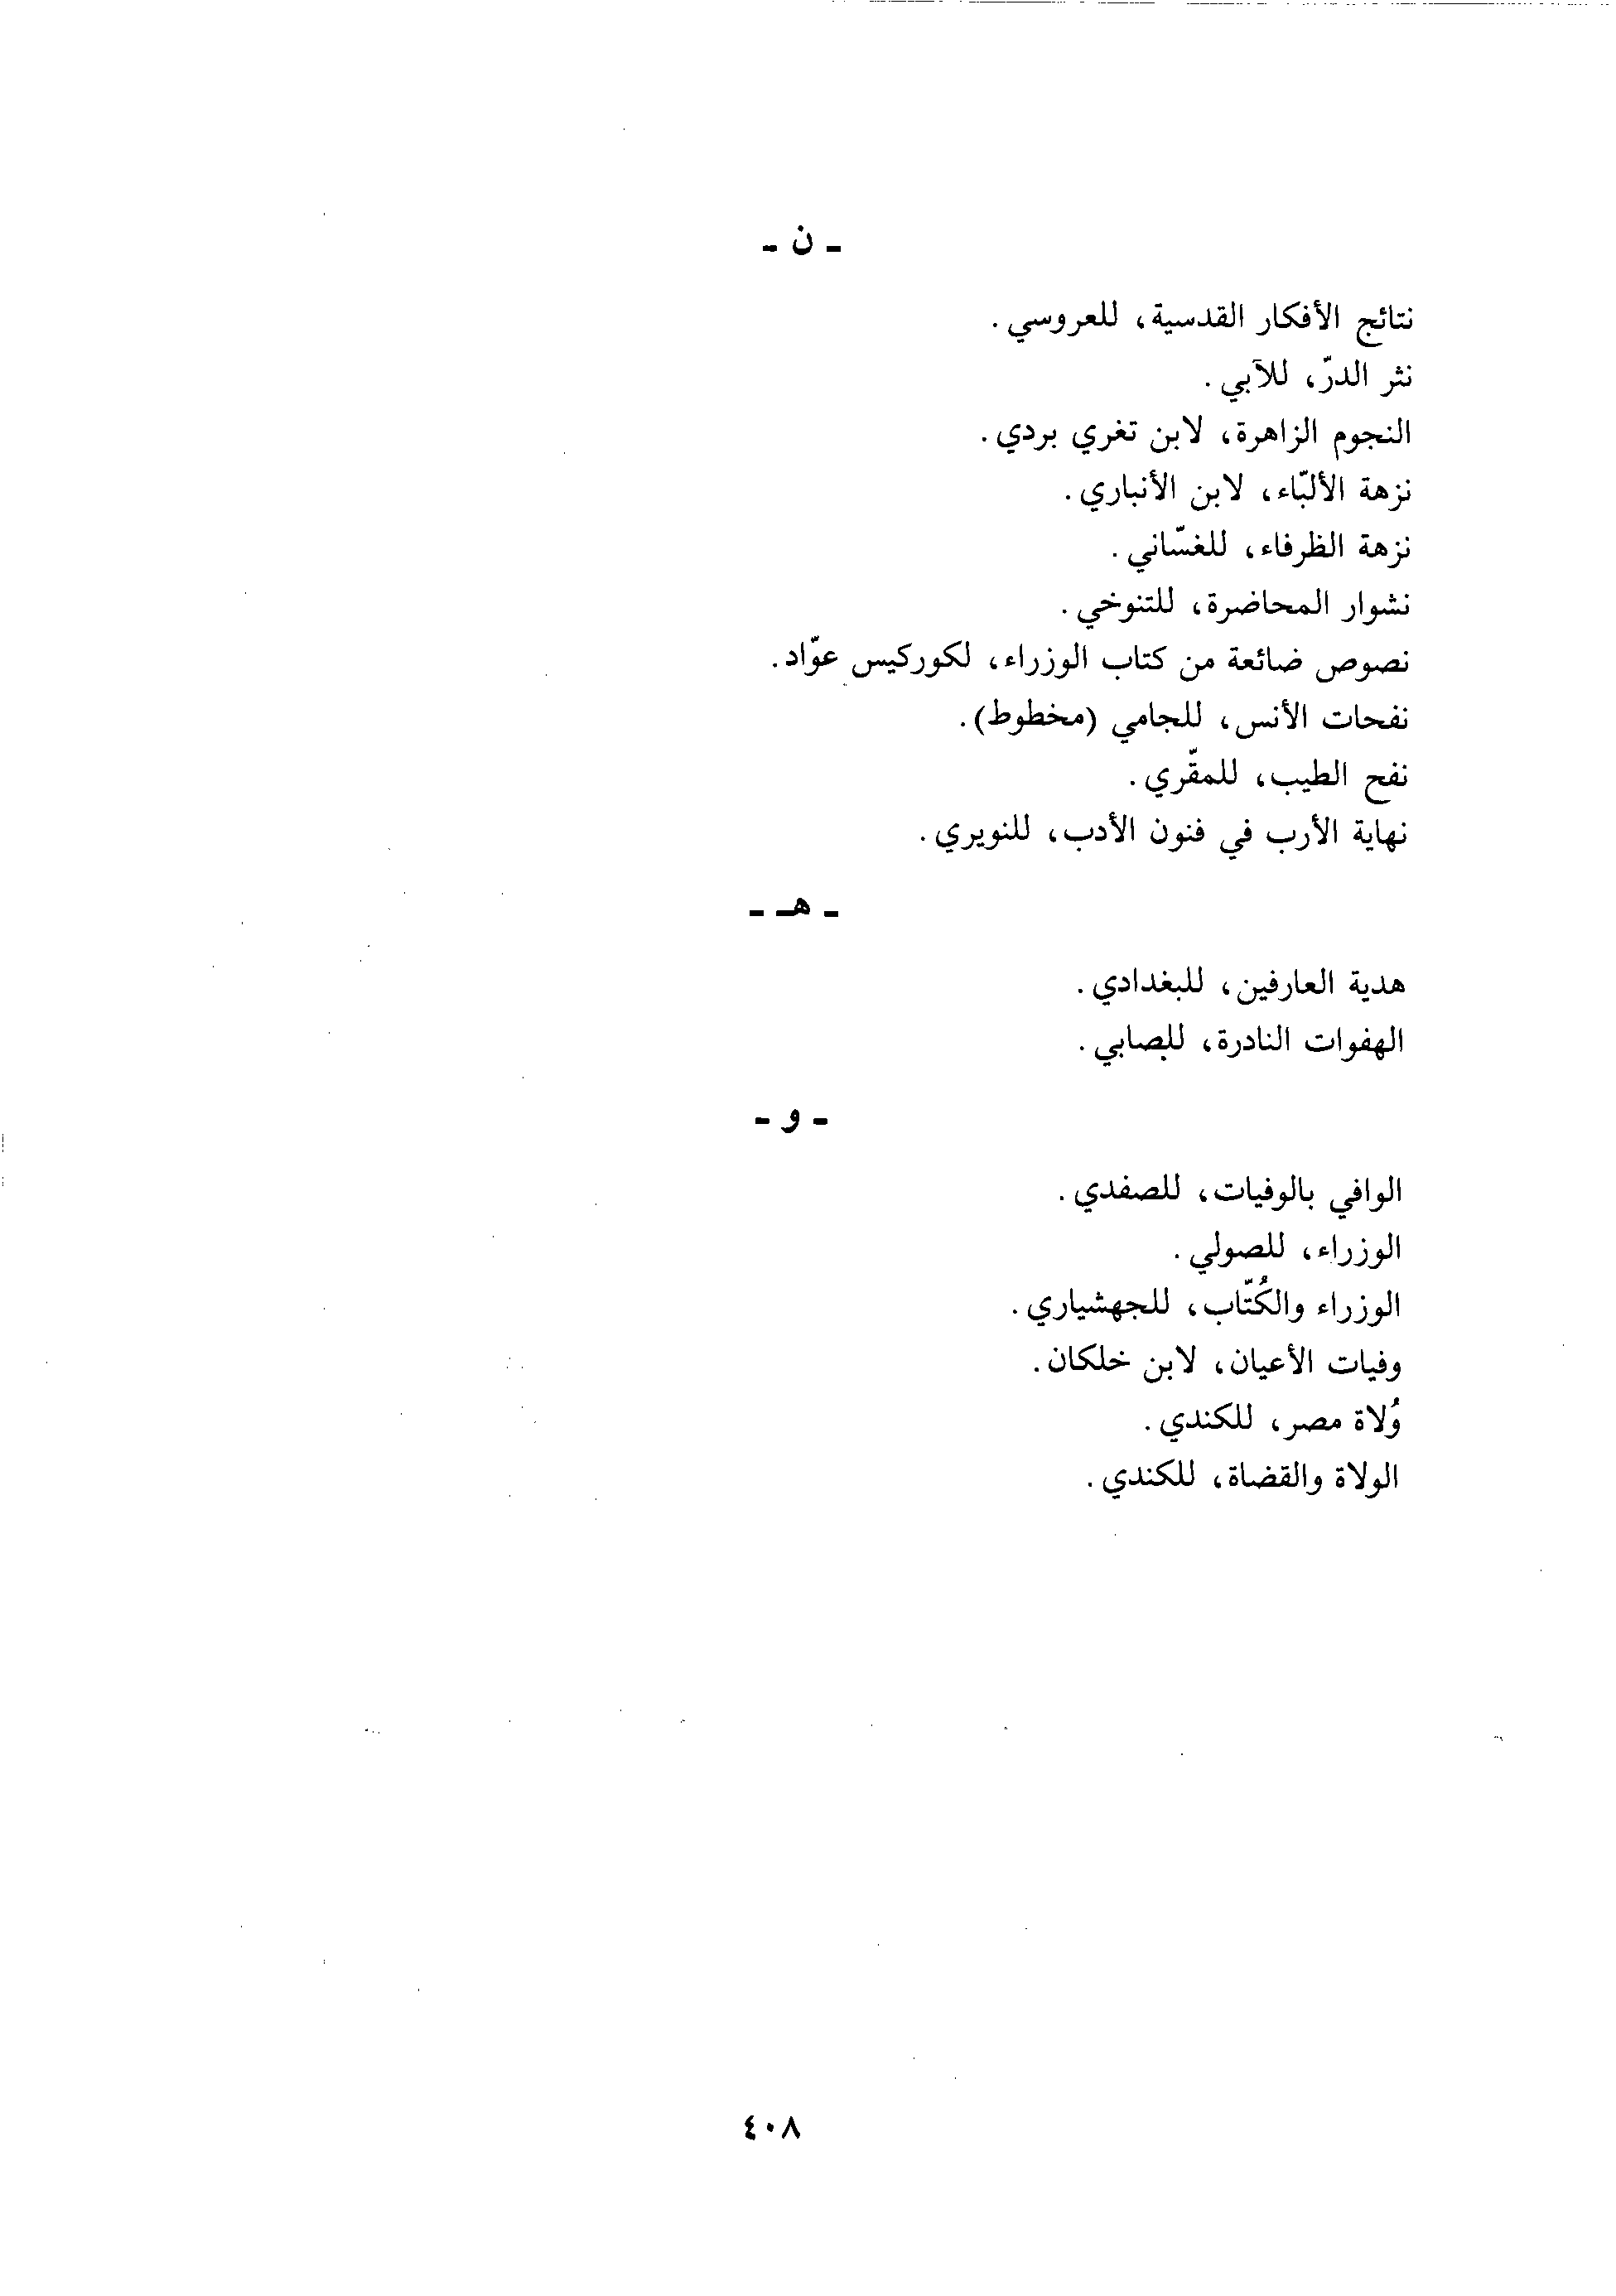 - ن -
نتائج الأفكار القدسية، للعروسي.
نثر الدرّ، للآبي.
النجوم الزاهرة، لابن تغري بردي.
نزهة الألبّاء، لابن الأنباري.
نزهة الظرفاء، للغسّاني.
نشوار المحاضرة، للتنوخي.
نصوص ضائعة من كتاب الوزراء، لكوركيس عوّاد.
نفحات الأنس، للجامي (مخطوط).
نفح الطيب، للمقّري.
نهاية الأرب في فنون الأدب، للنويري.
- هـ -
هدية العارفين، للبغدادي.
الهفوات النادرة، للصابي.
- و -
الوافي بالوفيات، للصفدي.
الوزراء، للصولي.
الوزراء والكُتّاب، للجهشياري.
وفيات الأعيان، لابن خلكان.
وُلاة مصر، للكندي.
الولاة والقضاة، للكندي.
٤٠٨